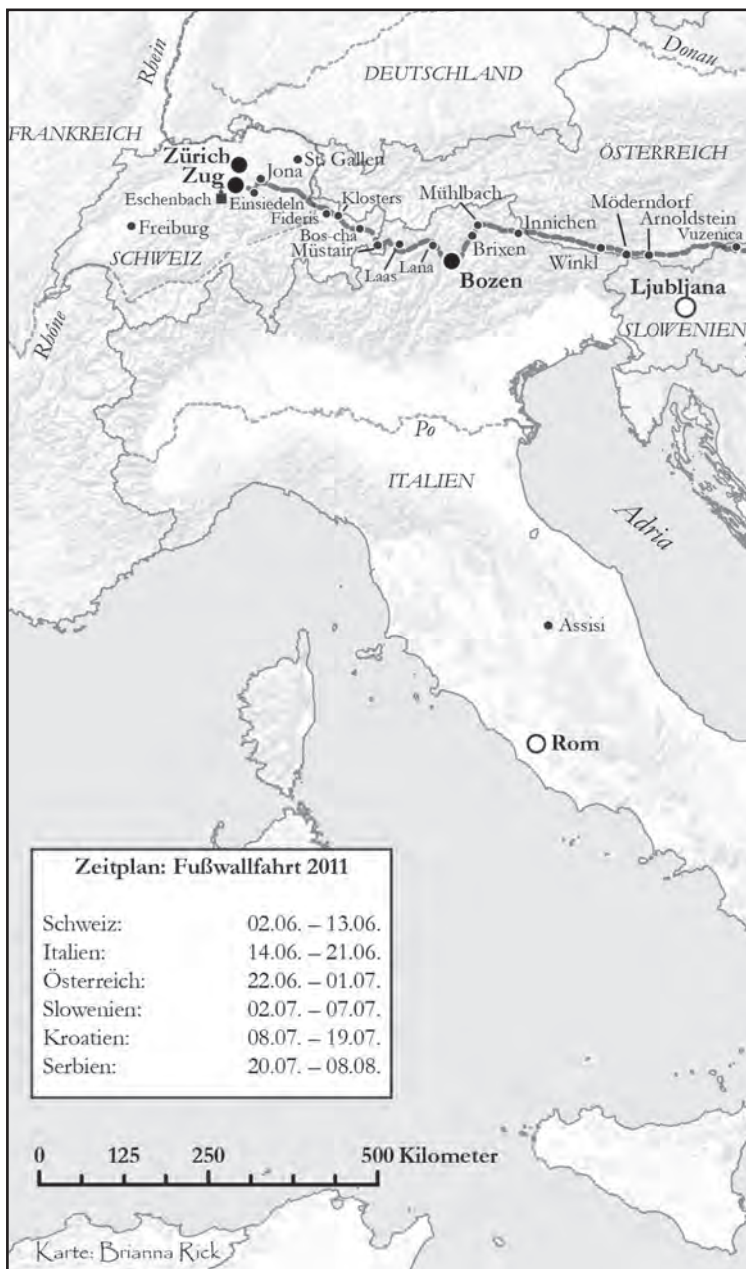 Rhein
Donau
DEUTSCHLAND
FRANKREICH
Zürich
St. Gallen
ÖSTERREICH
Zug
Jona
Eschenbach
Einsiedeln
Klosters
Mühlbach
Möderndorf
Fideris
Innichen
Arnoldstein
Freiburg
Bos-cha
Brixen
Vuzenica
SCHWEIZ
Müstair
Winkl
Laas
Lana
Bozen
Ljubljana
Rhône
SLOWENIEN
Po
ITALIEN
Adria
Assisi
Rom
Zeitplan: Fußwallfahrt 2011
Schweiz: 02.06. – 13.06.
Italien: 14.06. – 21.06.
Österreich: 22.06. – 01.07.
Slowenien: 02.07. – 07.07.
Kroatien: 08.07. – 19.07.
Serbien: 20.07. – 08.08.
0 125 250 500 Kilometer
Karte: Brianna Rick